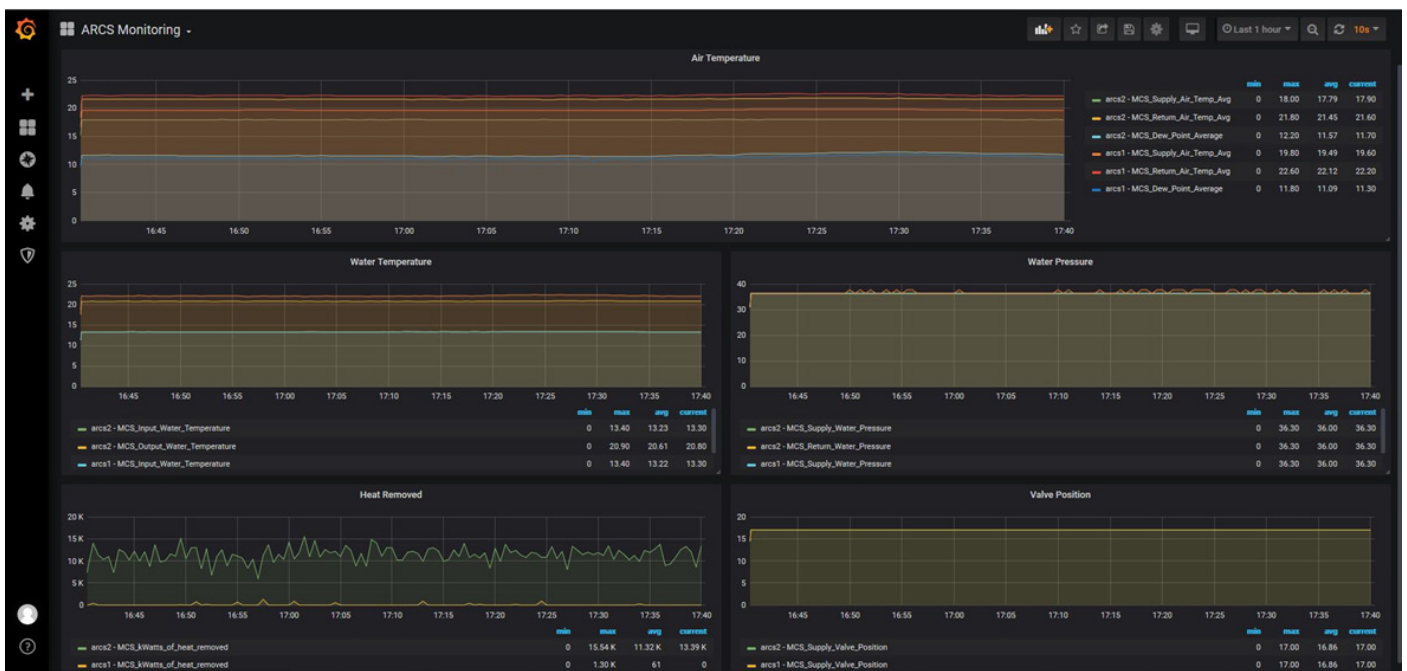 ARCS Monitoring
Last 1 hour 10s
Air Temperature
min max avg current
25
20
15
10
5
0
arcs2 - MCS_Supply_Air_Temp_Avg 0 18.00 17.79 17.90
arcs2 - MCS_Return_Air_Temp_Avg 0 21.80 21.45 21.60
arcs2 - MCS_Dew_Point_Average 0 12.20 11.57 11.70
arcs1 - MCS_Supply_Air_Temp_Avg 0 19.80 19.49 19.60
arcs1 - MCS_Return_Air_Temp_Avg 0 22.60 22.12 22.20
arcs1 - MCS_Dew_Point_Average 0 11.80 11.09 11.30
16:45 16:50 16:55 17:00 17:05 17:10 17:15 17:20 17:25 17:30 17:35 17:40
Water Temperature
25
20
15
10
5
0
16:45 16:50 16:55 17:00 17:05 17:10 17:15 17:20 17:25 17:30 17:35 17:40
min max avg current
arcs2 - MCS_Input_Water_Temperature 0 13.40 13.23 13.30
arcs2 - MCS_Output_Water_Temperature 0 20.90 20.61 20.80
arcs1 - MCS_Input_Water_Temperature 0 13.40 13.22 13.30
Water Pressure
40
30
20
10
0
16:45 16:50 16:55 17:00 17:05 17:10 17:15 17:20 17:25 17:30 17:35 17:40
min max avg current
arcs2 - MCS_Supply_Water_Pressure 0 36.30 36.00 36.30
arcs2 - MCS_Return_Water_Pressure 0 36.30 36.00 36.30
arcs1 - MCS_Supply_Water_Pressure 0 36.30 36.00 36.30
Heat Removed
20 K
15 K
10 K
5 K
0
16:45 16:50 16:55 17:00 17:05 17:10 17:15 17:20 17:25 17:30 17:35 17:40
min max avg current
arcs2 - MCS_kWatts_of_heat_removed 0 15.54 K 11.32 K 13.39 K
arcs1 - MCS_kWatts_of_heat_removed 0 1.30 K 61 0
Valve Position
20
15
10
5
0
16:45 16:50 16:55 17:00 17:05 17:10 17:15 17:20 17:25 17:30 17:35 17:40
min max avg current
arcs2 - MCS_Supply_Valve_Position 0 17.00 16.86 17.00
arcs1 - MCS_Supply_Valve_Position 0 17.00 16.86 17.00